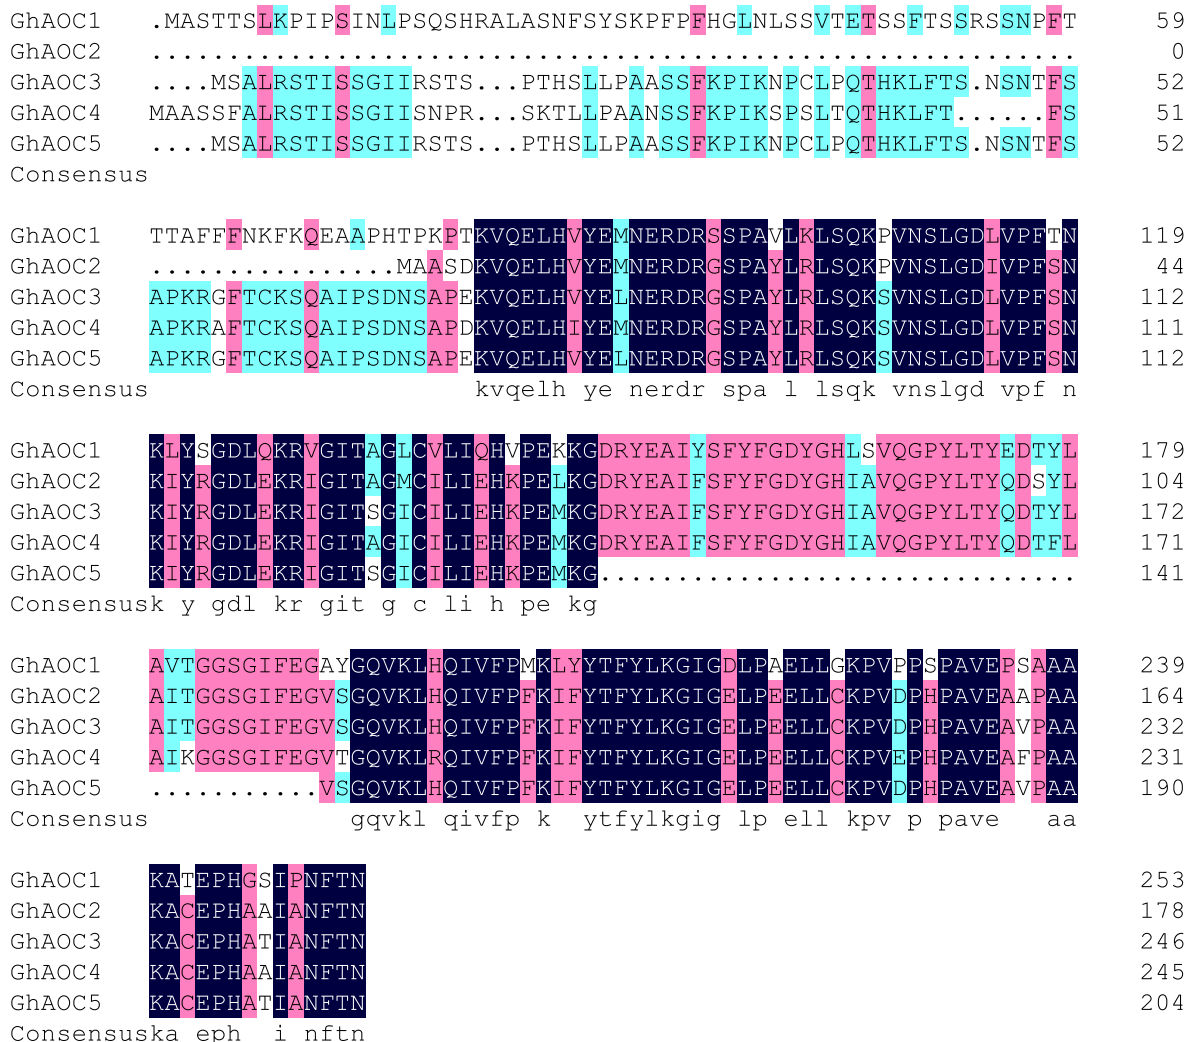 GhAOC1 .MASTTSLKPIPSINLPSQSHRALASNFSYSKPFPFHGLNLSSVTETSSFTSSRSSNPFT 59
GhAOC2 ............................................................ 0
GhAOC3 ....MSALRSTISSGIIRSTS...PTHSLLPAASSFKPIKNPCLPQTHKLFTS.NSNTFS 52
GhAOC4 MAASSFALRSTISSGIISNPR...SKTLLPAANSSFKPIKSPSLTQTHKLFT......FS 51
GhAOC5 ....MSALRSTISSGIIRSTS...PTHSLLPAASSFKPIKNPCLPQTHKLFTS.NSNTFS 52
Consensus
GhAOC1 TTAFFFNKFKQEAAPHTPKPTKVQELHVYEMNERDRSSPAVLKLSQKPVNSLGDLVPFTN 119
GhAOC2 ................MAASDKVQELHVYEMNERDRGSPAYLRLSQKPVNSLGDIVPFSN 44
GhAOC3 APKRGFTCKSQAIPSDNSAPEKVQELHVYELNERDRGSPAYLRLSQKSVNSLGDLVPFSN 112
GhAOC4 APKRAFTCKSQAIPSDNSAPDKVQELHIYEMNERDRGSPAYLRLSQKSVNSLGDLVPFSN 111
GhAOC5 APKRGFTCKSQAIPSDNSAPEKVQELHVYELNERDRGSPAYLRLSQKSVNSLGDLVPFSN 112
Consensus kvqelh ye nerdr spa l lsqk vnslgd vpf n
GhAOC1 KLYSGDLQKRVGITAGLCVLIQHVPEKKGDRYEAIYSFYFGDYGHLSVQGPYLTYEDTYL 179
GhAOC2 KIYRGDLEKRIGITAGMCILIEHKPELKGDRYEAIFSFYFGDYGHIAVQGPYLTYQDSYL 104
GhAOC3 KIYRGDLEKRIGITSGICILIEHKPEMKGDRYEAIFSFYFGDYGHIAVQGPYLTYQDTYL 172
GhAOC4 KIYRGDLEKRIGITAGICILIEHKPEMKGDRYEAIFSFYFGDYGHIAVQGPYLTYQDTFL 171
GhAOC5 KIYRGDLEKRIGITSGICILIEHKPEMKG............................... 141
Consensus k y gdl kr git g c li h pe kg
GhAOC1 AVTGGSGIFEGAYGQVKLHQIVFPMKLYYTFYLKGIGDLPAELLGKPVPPSPAVEPSAAA 239
GhAOC2 AITGGSGIFEGVSGQVKLHQIVFPFKIFYTFYLKGIGELPEELLCKPVDPHPAVEAAPAA 164
GhAOC3 AITGGSGIFEGVSGQVKLHQIVFPFKIFYTFYLKGIGELPEELLCKPVDPHPAVEAVPAA 232
GhAOC4 AIKGGSGIFEGVTGQVKLRQIVFPFKIFYTFYLKGIGELPEELLCKPVEPHPAVEAFPAA 231
GhAOC5 ...........VSGQVKLHQIVFPFKIFYTFYLKGIGELPEELLCKPVDPHPAVEAVPAA 190
Consensus gqvkl qivfp k ytfylkgig lp ell kpv p pave aa
GhAOC1 KATEPHGSIPNFTN 253
GhAOC2 KACEPHAAIANFTN 178
GhAOC3 KACEPHATIANFTN 246
GhAOC4 KACEPHAAIANFTN 245
GhAOC5 KACEPHATIANFTN 204
Consensus ka eph i nftn